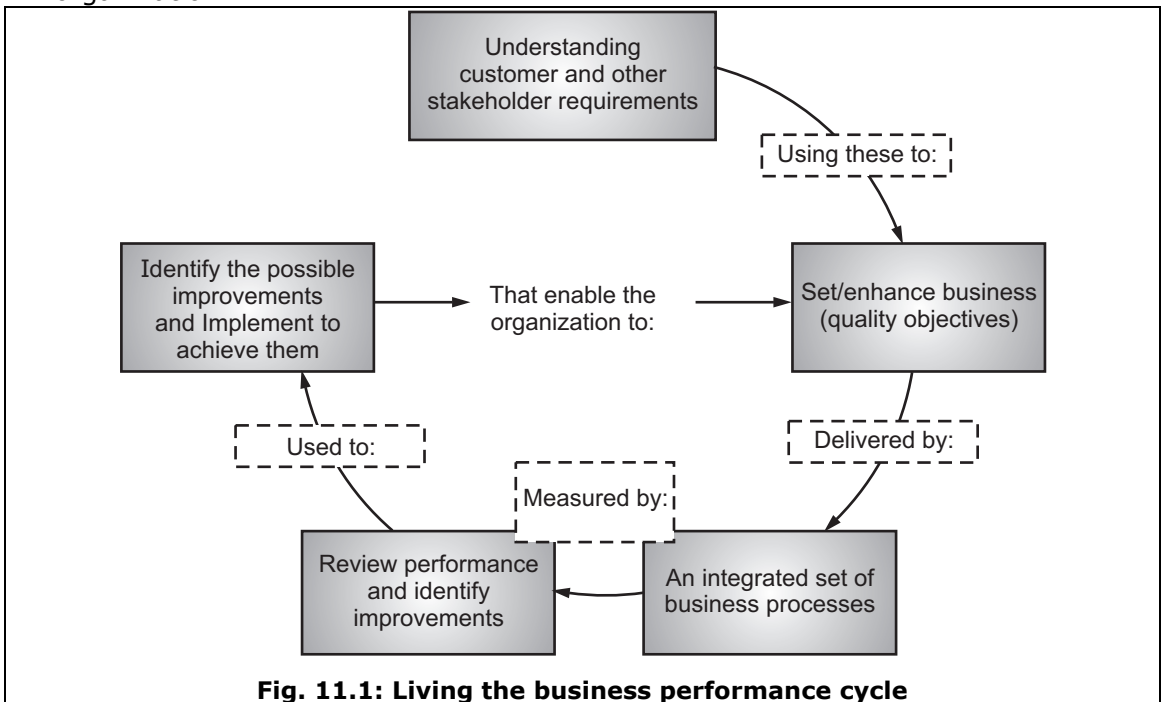 Understanding
customer and other
stakeholder requirements
Using these to:
Identify the possible
improvements
and Implement to
achieve them
That enable the
organization to:
Set/enhance business
(quality objectives)
Used to:
Delivered by:
Measured by:
Review performance
and identify
improvements
An integrated set of
business processes
Fig. 11.1: Living the business performance cycle